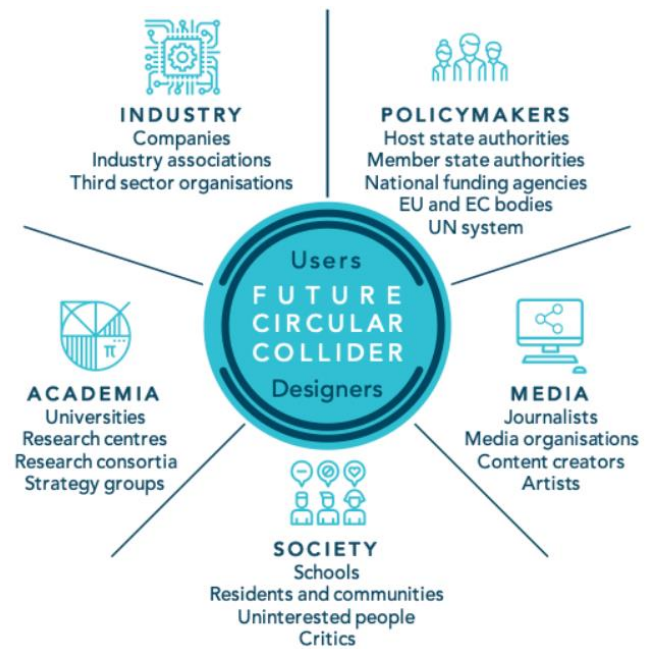 INDUSTRY
Companies
Industry associations
Third sector organisations
POLICYMAKERS
Host state authorities
Member state authorities
National funding agencies
EU and EC bodies
UN system
Users
FUTURE
CIRCULAR
COLLIDER
Designers
ACADEMIA
Universities
Research centres
Research consortia
Strategy groups
π
MEDIA
Journalists
Media organisations
Content creators
Artists
SOCIETY
Schools
Residents and communities
Uninterested people
Critics